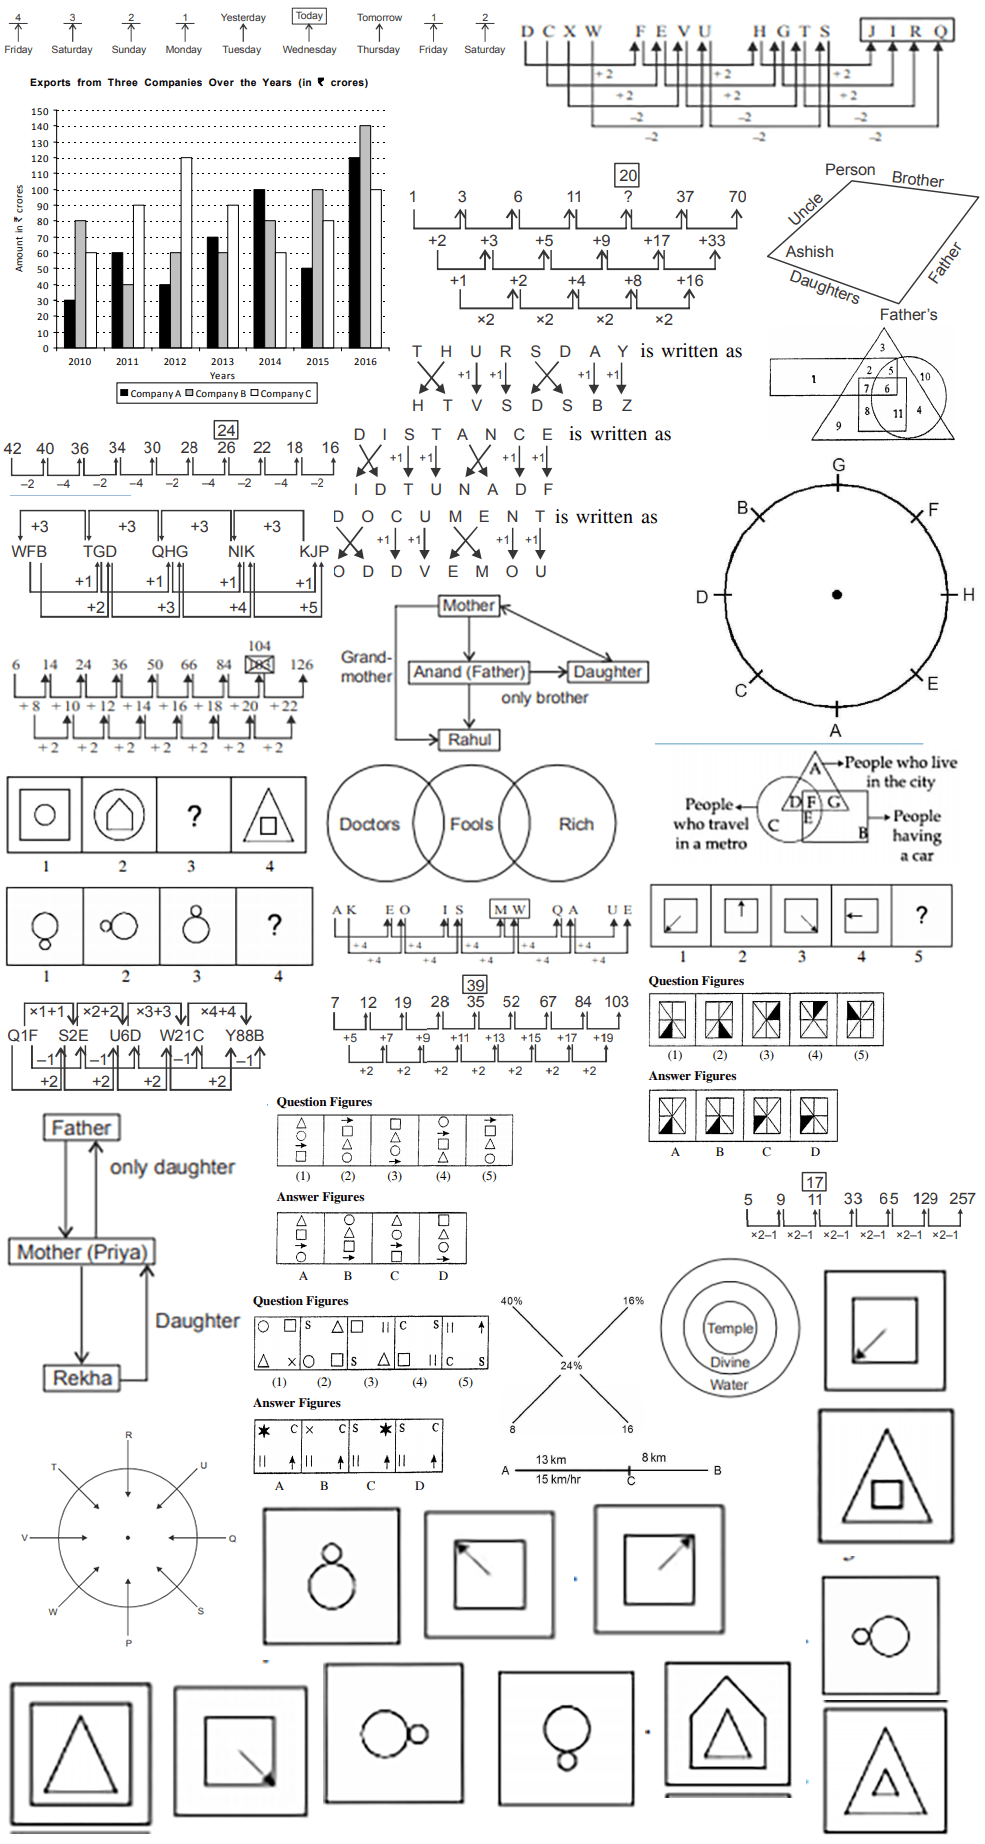 4 3 2 1 Yesterday Today Tomorrow 1 2
Friday Saturday Sunday Monday Tuesday Wednesday Thursday Friday Saturday
D C X W F E V U H G T S J I R Q
+2 +2 +2
+2 +2 +2
–2 –2 –2
–2 –2 –2
Exports from Three Companies Over the Years (in ₹ crores)
Amount in ₹ crores
150
140
130
120
110
100
90
80
70
60
50
40
30
20
10
0
2010 2011 2012 2013 2014 2015 2016
Years
Company A Company B Company C
20
1 3 6 11 ? 37 70
+2 +3 +5 +9 +17 +33
+1 +2 +4 +8 +16
×2 ×2 ×2 ×2
Person Brother
Uncle
Ashish
Daughters
Father
Father's
T H U R S D A Y is written as
+1 +1 +1 +1
H T V S D S B Z
3
1 2 5 10
7 6
8 11 4
9
24
42 40 36 34 30 28 26 22 18 16
–2 –4 –2 –4 –2 –4 –2 –4 –2
D I S T A N C E is written as
+1 +1 +1 +1
I D T U N A D F
D O C U M E N T is written as
+1 +1 +1 +1
O D D V E M O U
+3 +3 +3 +3
WFB TGD QHG NIK KJP
+1 +1 +1 +1
+2 +3 +4 +5
G
B F
D H
C E
A
Mother
Grand-
mother
Anand (Father) Daughter
only brother
Rahul
104
6 14 24 36 50 66 84 103 126
+8 +10 +12 +14 +16 +18 +20 +22
+2 +2 +2 +2 +2 +2 +2
?
1 2 3 4
Doctors Fools Rich
A People who live
in the city
People
who travel
in a metro
D F G
C E B
People
having
a car
?
1 2 3 4
A K E O I S M W Q A U E
+4 +4 +4 +4 +4
+4 +4 +4 +4 +4
?
1 2 3 4 5
×1+1 ×2+2 ×3+3 ×4+4
Q1F S2E U6D W21C Y88B
–1 –1 –1 –1
+2 +2 +2 +2
39
7 12 19 28 35 52 67 84 103
+5 +7 +9 +11 +13 +15 +17 +19
+2 +2 +2 +2 +2 +2 +2
Question Figures
(1) (2) (3) (4) (5)
Answer Figures
A B C D
Father
only daughter
Mother (Priya)
Daughter
Rekha
Question Figures
(1) (2) (3) (4) (5)
Answer Figures
A B C D
17
5 9 11 33 65 129 257
×2–1 ×2–1 ×2–1 ×2–1 ×2–1 ×2–1
Question Figures
S C S
× S C S
(1) (2) (3) (4) (5)
Answer Figures
C × C S S C
A B C D
40% 16%
24%
8 16
Temple
Divine
Water
13 km 8 km
A B
15 km/hr C
R
T U
V Q
W S
P